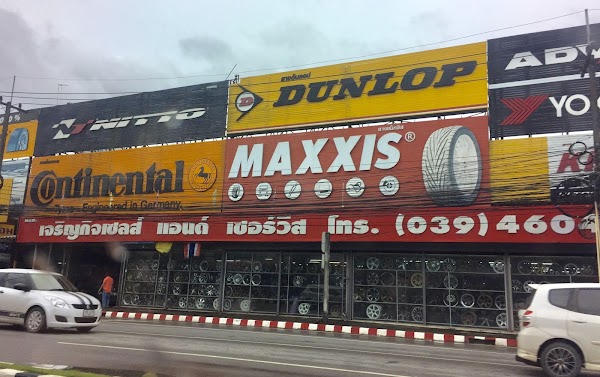 DUNLOP
NITTO
YO
Continental
Engineered in Germany
MAXXIS®
เจริญกิจเซลส์ แอนด์ เซอร์วิส โทร. (039) 460